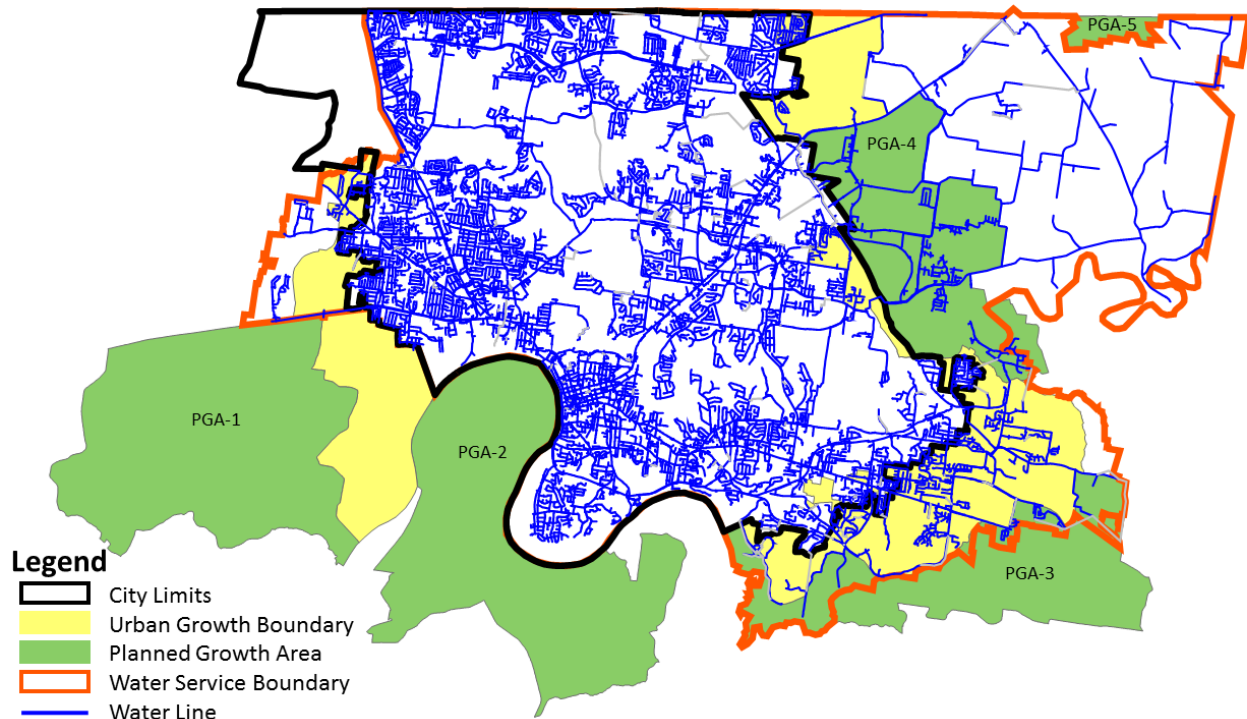 PGA-5
PGA-4
PGA-1
PGA-2
PGA-3
Legend
City Limits
Urban Growth Boundary
Planned Growth Area
Water Service Boundary
Water Line